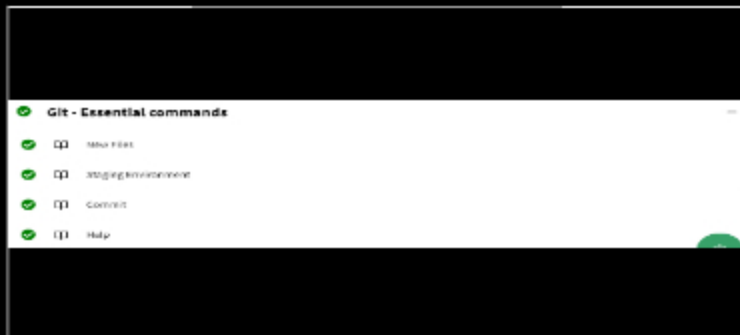 Git - Essential commands
New Files
Staging Environment
Commit
Help